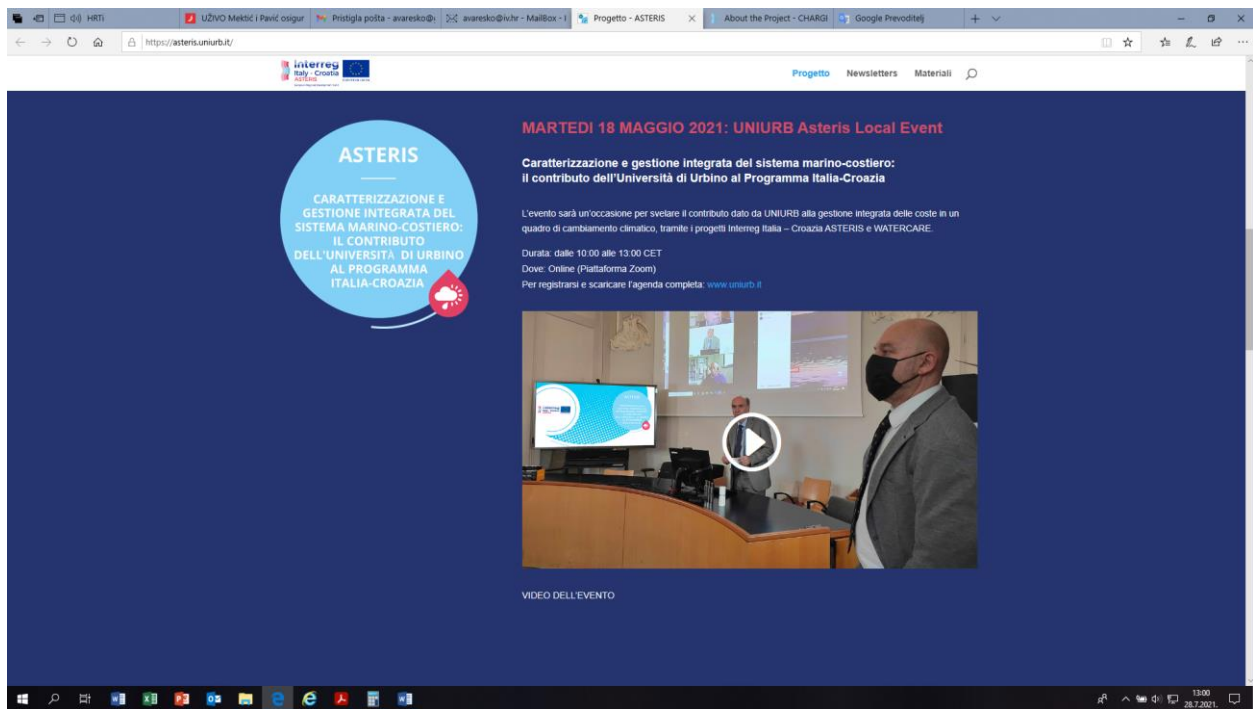 HRTi
UŽIVO Mektić i Pavić osigur
Pristigla pošta - avaresko@
avaresko@iv.hr - MailBox - I
Progetto - ASTERIS
About the Project - CHARGI
Google Prevoditelj
https://asteris.uniurb.it/
Interreg
Italy - Croatia
ASTERIS
Progetto
Newsletters
Materiali
ASTERIS
CARATTERIZZAZIONE E
GESTIONE INTEGRATA DEL
SISTEMA MARINO-COSTIERO:
IL CONTRIBUTO
DELL'UNIVERSITÀ DI URBINO
AL PROGRAMMA
ITALIA-CROAZIA
MARTEDI 18 MAGGIO 2021: UNIURB Asteris Local Event
Caratterizzazione e gestione integrata del sistema marino-costiero:
il contributo dell'Università di Urbino al Programma Italia-Croazia
L'evento sarà un'occasione per svelare il contributo dato da UNIURB alla gestione integrata delle coste in un
quadro di cambiamento climatico, tramite i progetti Interreg Italia – Croazia ASTERIS e WATERCARE.
Durata: dalle 10:00 alle 13:00 CET
Dove: Online (Piattaforma Zoom)
Per registrarsi e scaricare l'agenda completa: www.uniurb.it
VIDEO DELL'EVENTO
13:00
28.7.2021.